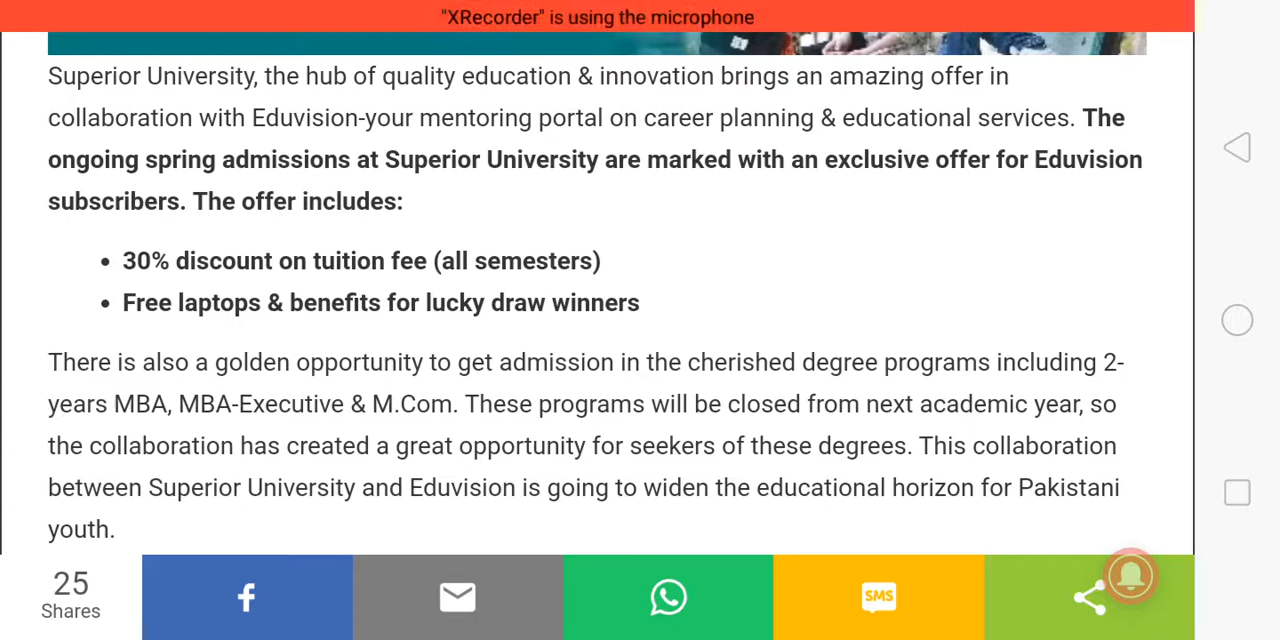 "XRecorder" is using the microphone
Superior University, the hub of quality education & innovation brings an amazing offer in
collaboration with Eduvision-your mentoring portal on career planning & educational services. The
ongoing spring admissions at Superior University are marked with an exclusive offer for Eduvision
subscribers. The offer includes:
• 30% discount on tuition fee (all semesters)
• Free laptops & benefits for lucky draw winners
There is also a golden opportunity to get admission in the cherished degree programs including 2-
years MBA, MBA-Executive & M.Com. These programs will be closed from next academic year, so
the collaboration has created a great opportunity for seekers of these degrees. This collaboration
between Superior University and Eduvision is going to widen the educational horizon for Pakistani
youth.
25
Shares
SMS